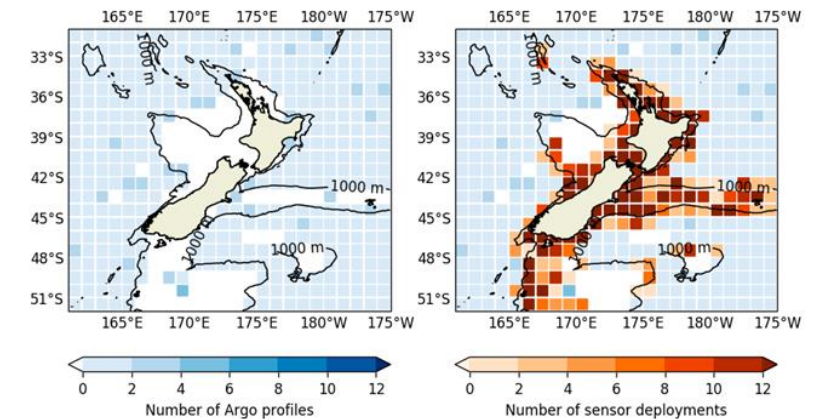 165°E 170°E 175°E 180°W 175°W
165°E 170°E 175°E 180°W 175°W
33°S
36°S
39°S
42°S
45°S
48°S
51°S
1000 m
1000 m
1000 m
1000 m
165°E 170°E 175°E 180°W 175°W
0 2 4 6 8 10 12
Number of Argo profiles
33°S
36°S
39°S
42°S
45°S
48°S
51°S
1000 m
1000 m
1000 m
1000 m
165°E 170°E 175°E 180°W 175°W
0 2 4 6 8 10 12
Number of sensor deployments